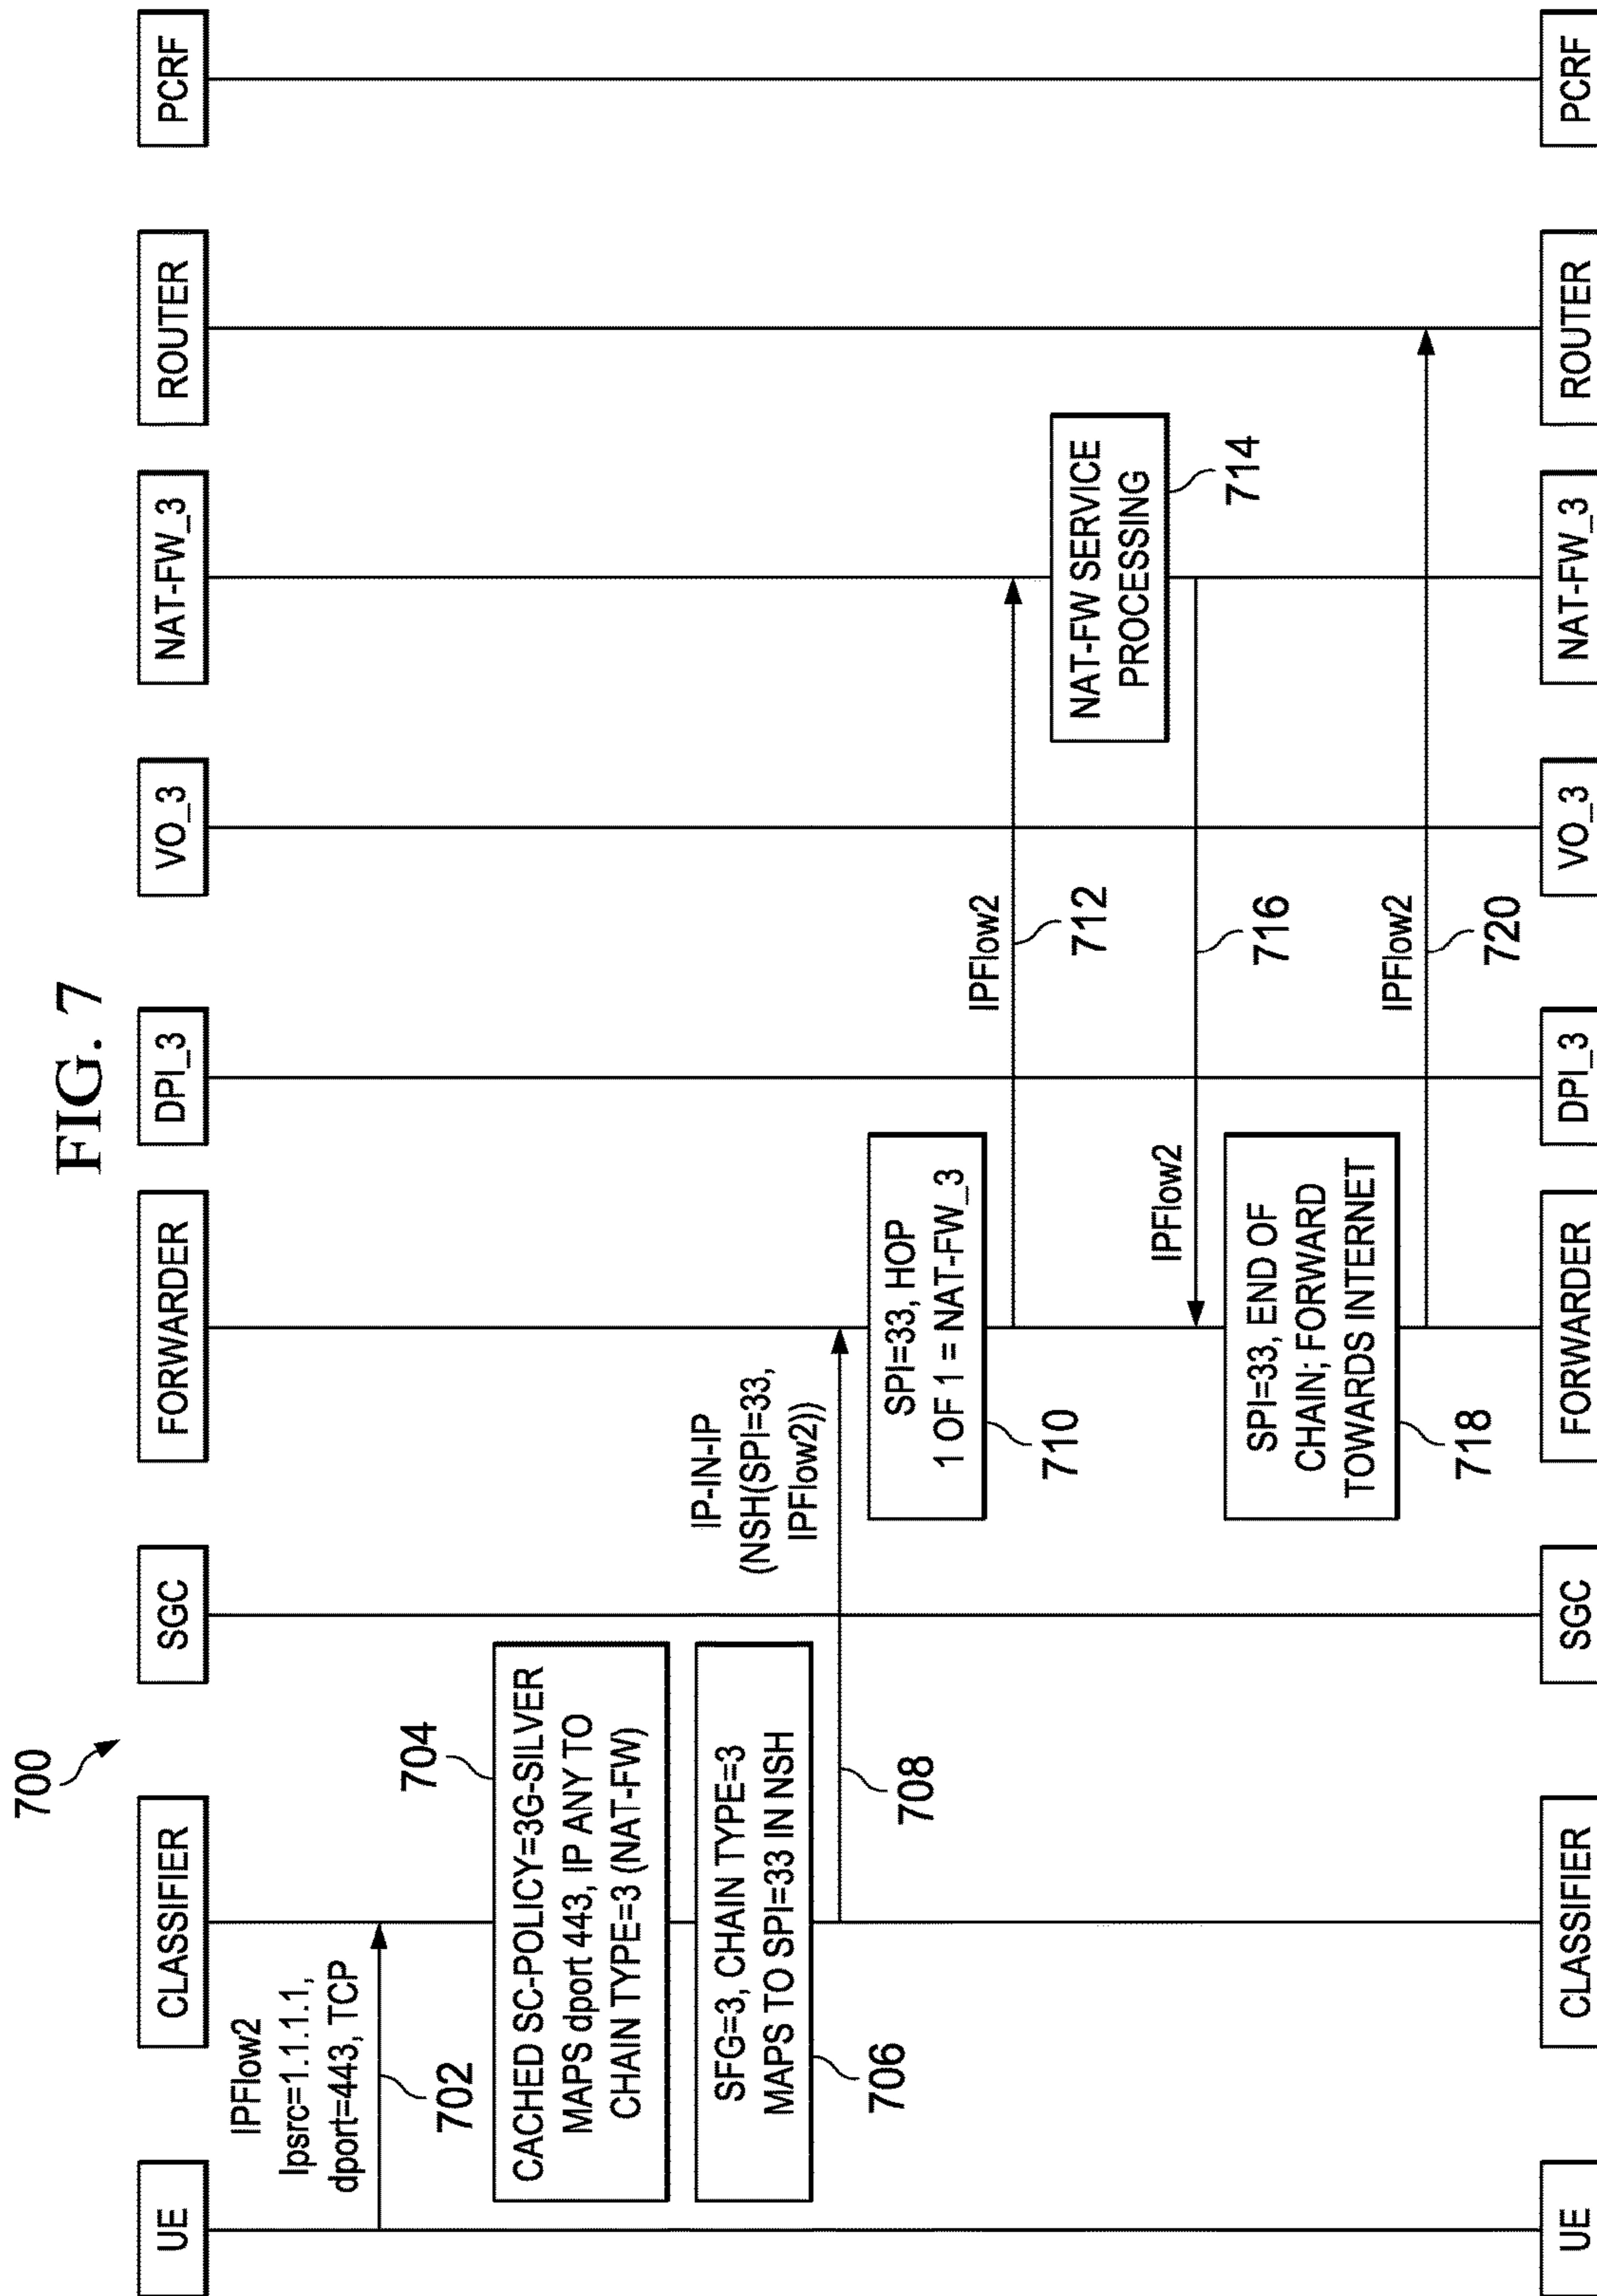 FIG. 7
700
UE
CLASSIFIER
SGC
FORWARDER
DPI_3
VO_3
NAT-FW_3
ROUTER
PCRF
IPFlow2
Ipsrc=1.1.1.1,
dport=443, TCP
702
704
CACHED SC-POLICY=3G-SILVER
MAPS dport 443, IP ANY TO
CHAIN TYPE=3 (NAT-FW)
SFG=3, CHAIN TYPE=3
MAPS TO SPI=33 IN NSH
706
IP-IN-IP
(NSH(SPI=33,
IPFlow2))
708
SPI=33, HOP
1 OF 1 = NAT-FW_3
710
IPFlow2
712
NAT-FW SERVICE
PROCESSING
714
IPFlow2
716
SPI=33, END OF
CHAIN; FORWARD
TOWARDS INTERNET
718
IPFlow2
720
UE
CLASSIFIER
SGC
FORWARDER
DPI_3
VO_3
NAT-FW_3
ROUTER
PCRF